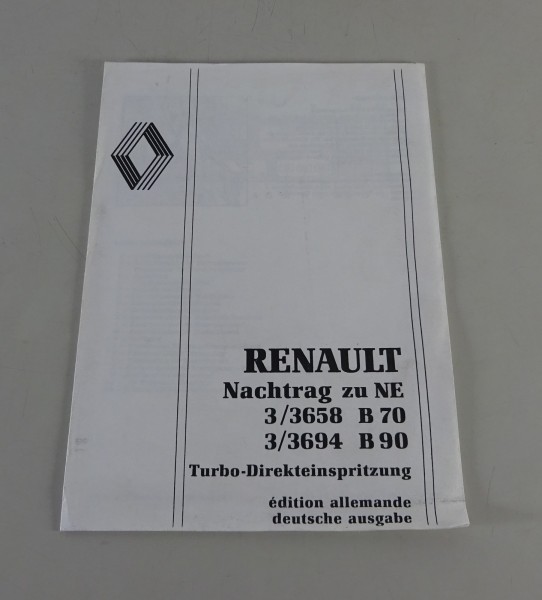 RENAULT
Nachtrag zu NE
3/3658 B 70
3/3694 B 90
Turbo-Direkteinspritzung
édition allemande
deutsche ausgabe